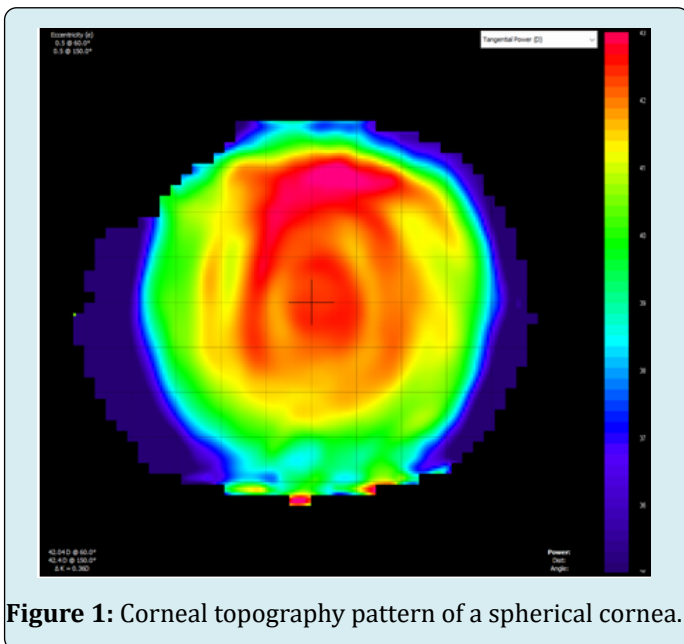 Eccentricity (e)
0.5 @ 60.0°
0.5 @ 150.0°
Tangential Power (D)
43
42
41
40
39
38
37
36
42.04 D @ 60.0°
42.4 D @ 150.0°
Δ K = 0.36D
Power:
Dist:
Angle:
Figure 1: Corneal topography pattern of a spherical cornea.